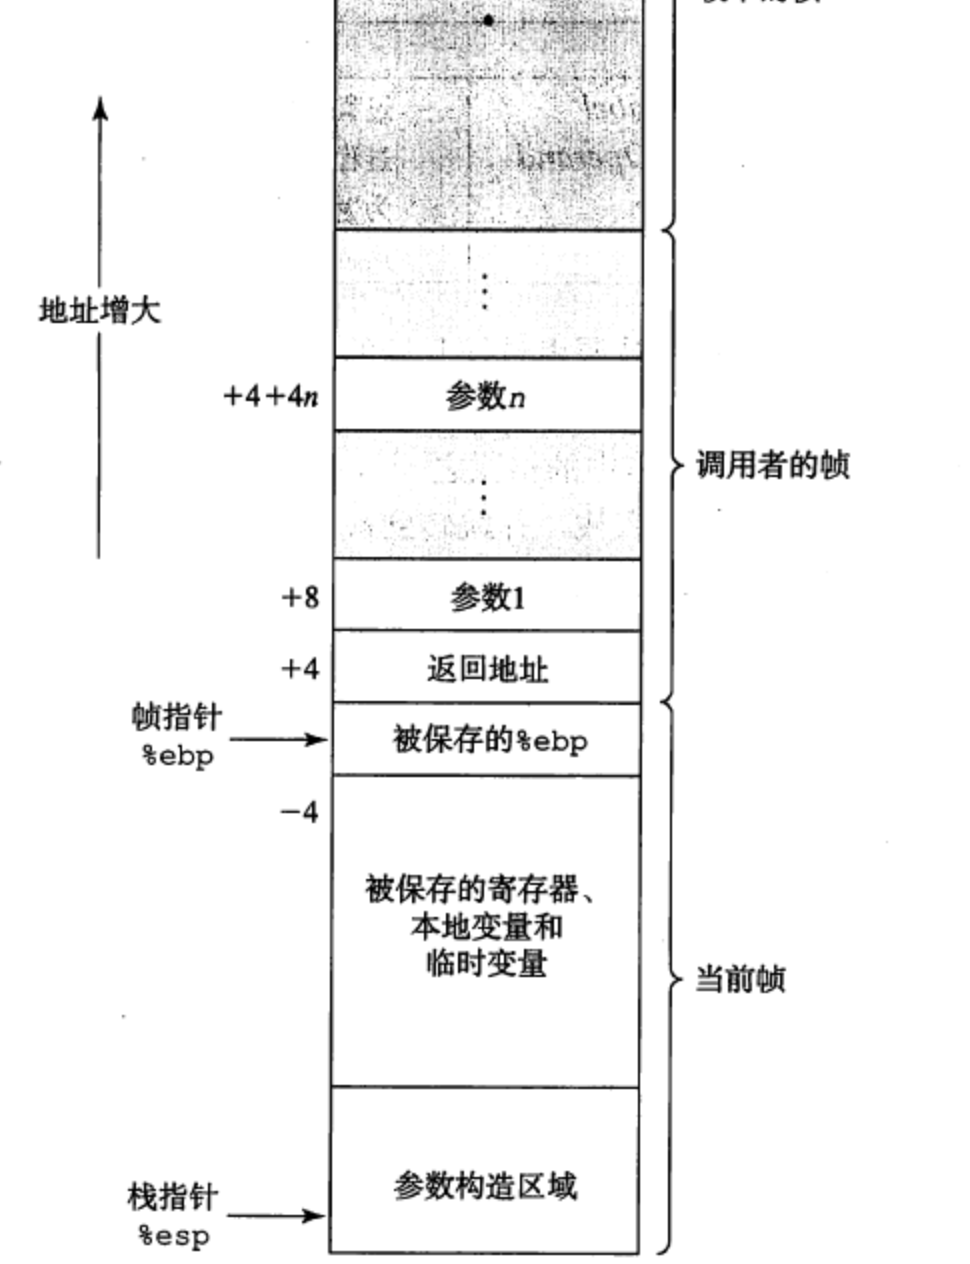 地址增大
+4+4n
参数n
调用者的帧
+8
参数1
+4
返回地址
帧指针
%ebp
被保存的%ebp
-4
被保存的寄存器、
本地变量和
临时变量
当前帧
参数构造区域
栈指针
%esp